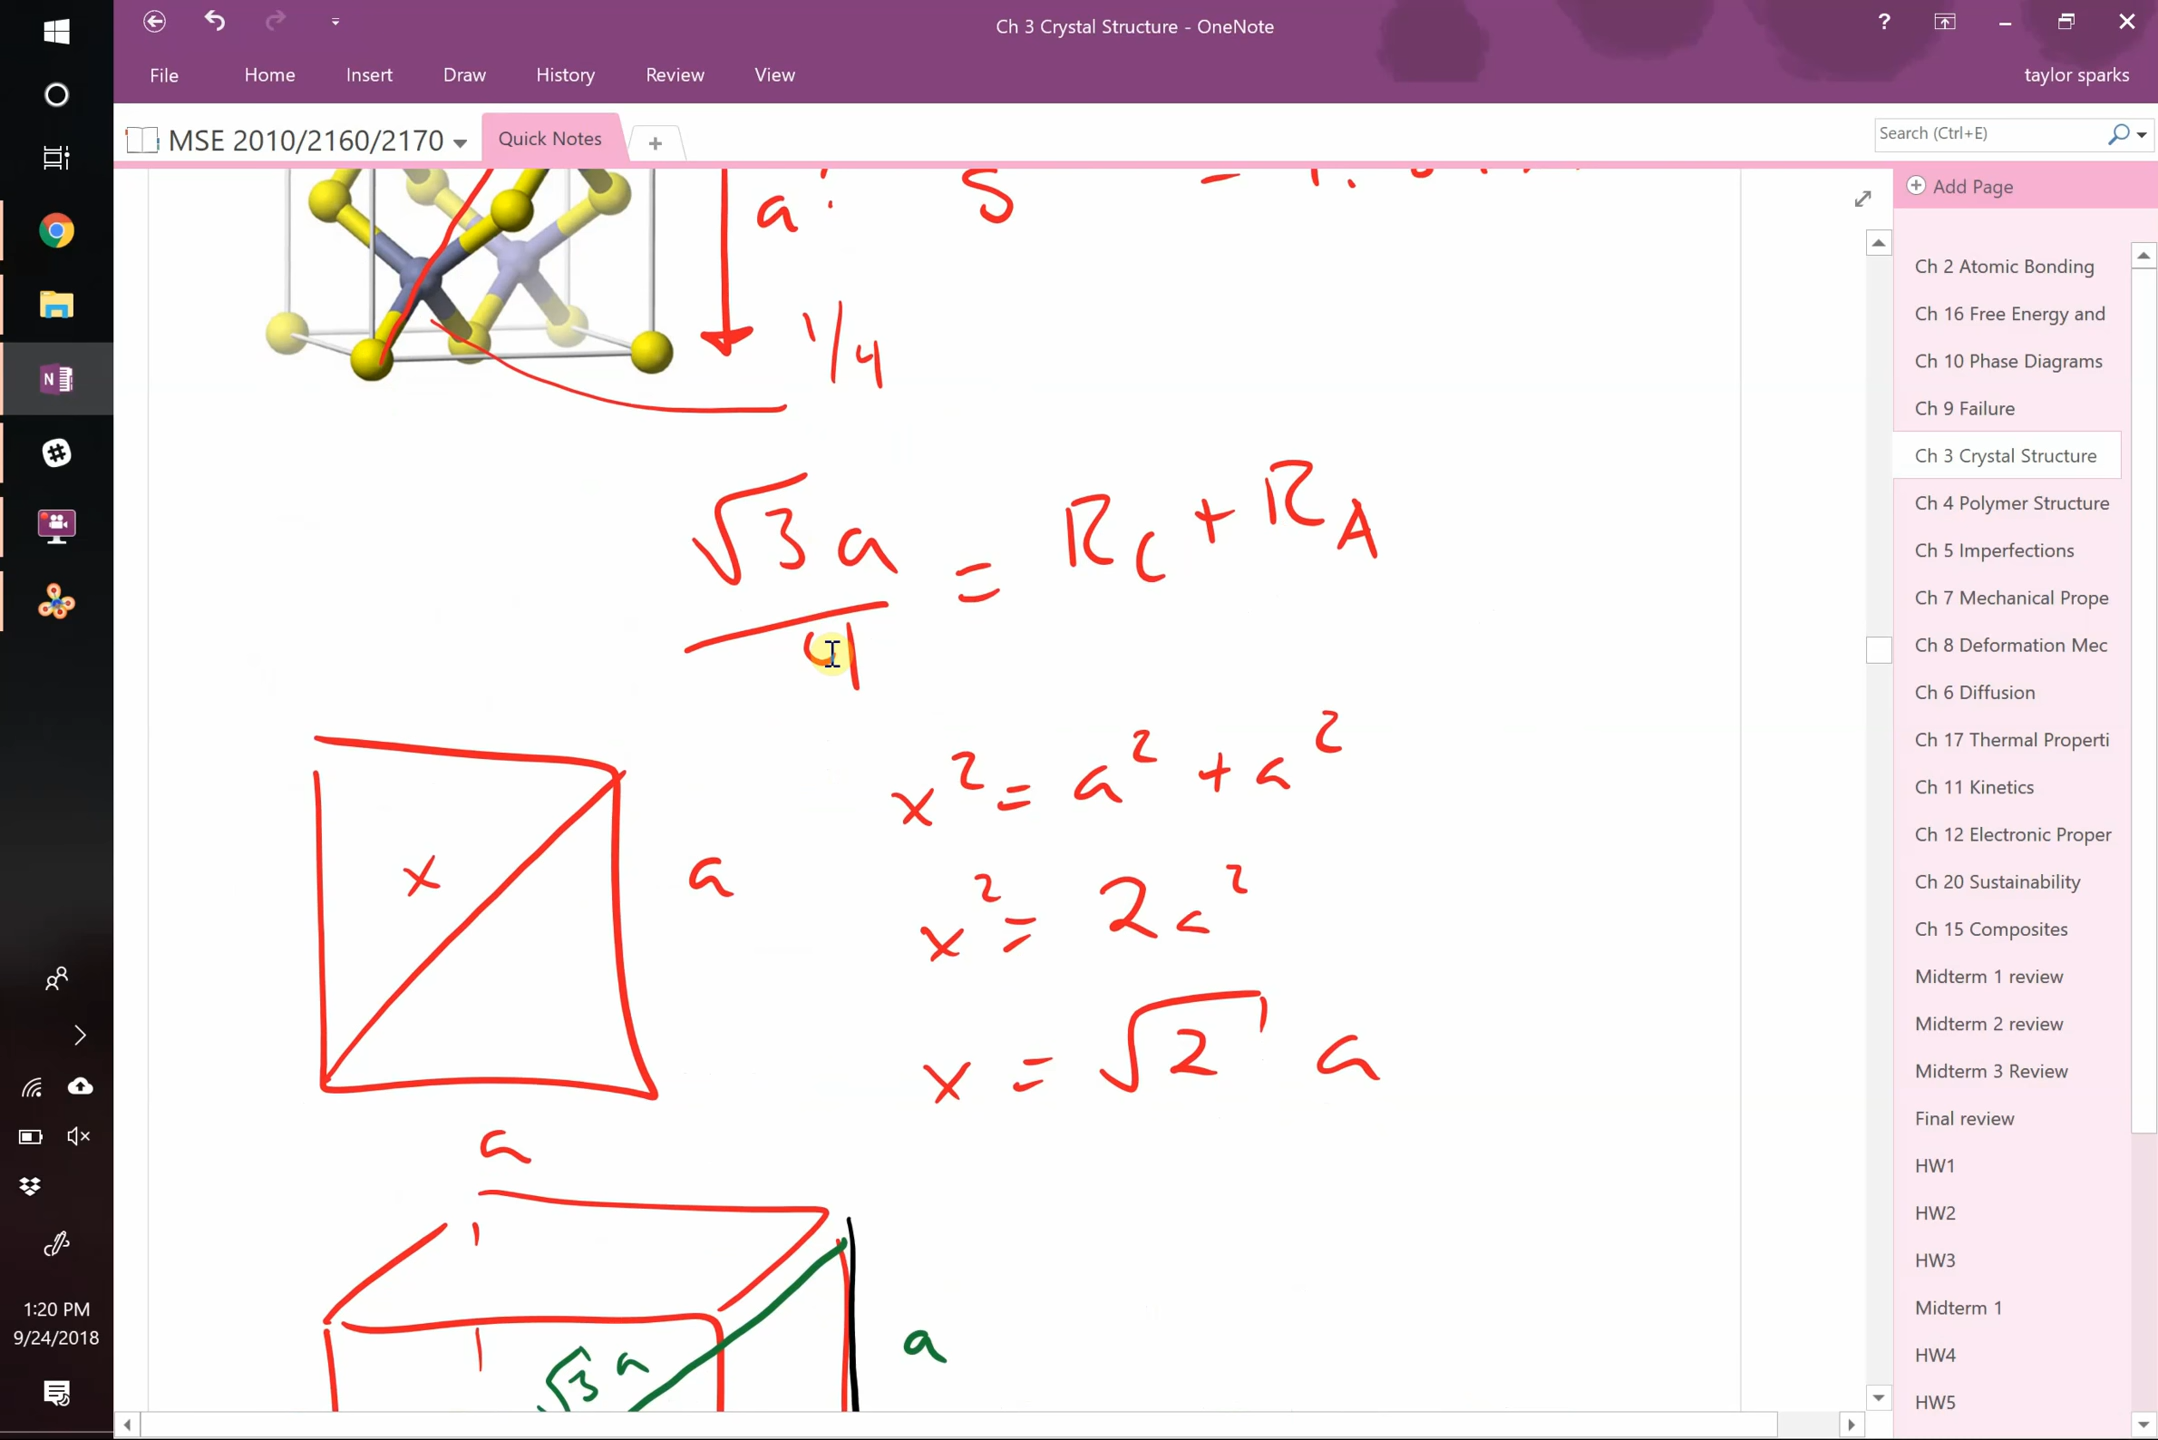 Ch 3 Crystal Structure - OneNote
File Home Insert Draw History Review View
taylor sparks
MSE 2010/2160/2170
Quick Notes
Search (Ctrl+E)
Add Page
a
1/4
√3 a
4
= RC + RA
x
a
a
x² = a² + a²
x² = 2a²
x = √2 a
√3 a
a
Ch 2 Atomic Bonding
Ch 16 Free Energy and
Ch 10 Phase Diagrams
Ch 9 Failure
Ch 3 Crystal Structure
Ch 4 Polymer Structure
Ch 5 Imperfections
Ch 7 Mechanical Prope
Ch 8 Deformation Mec
Ch 6 Diffusion
Ch 17 Thermal Properti
Ch 11 Kinetics
Ch 12 Electronic Proper
Ch 20 Sustainability
Ch 15 Composites
Midterm 1 review
Midterm 2 review
Midterm 3 Review
Final review
HW1
HW2
HW3
Midterm 1
HW4
HW5
1:20 PM
9/24/2018